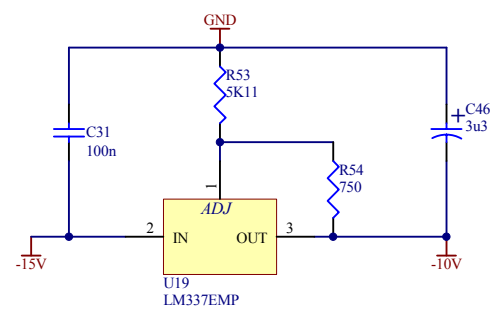 GND
R53
5K11
C31
100n
C46
3u3
R54
750
1
ADJ
2
IN
OUT
3
-15V
-10V
U19
LM337EMP